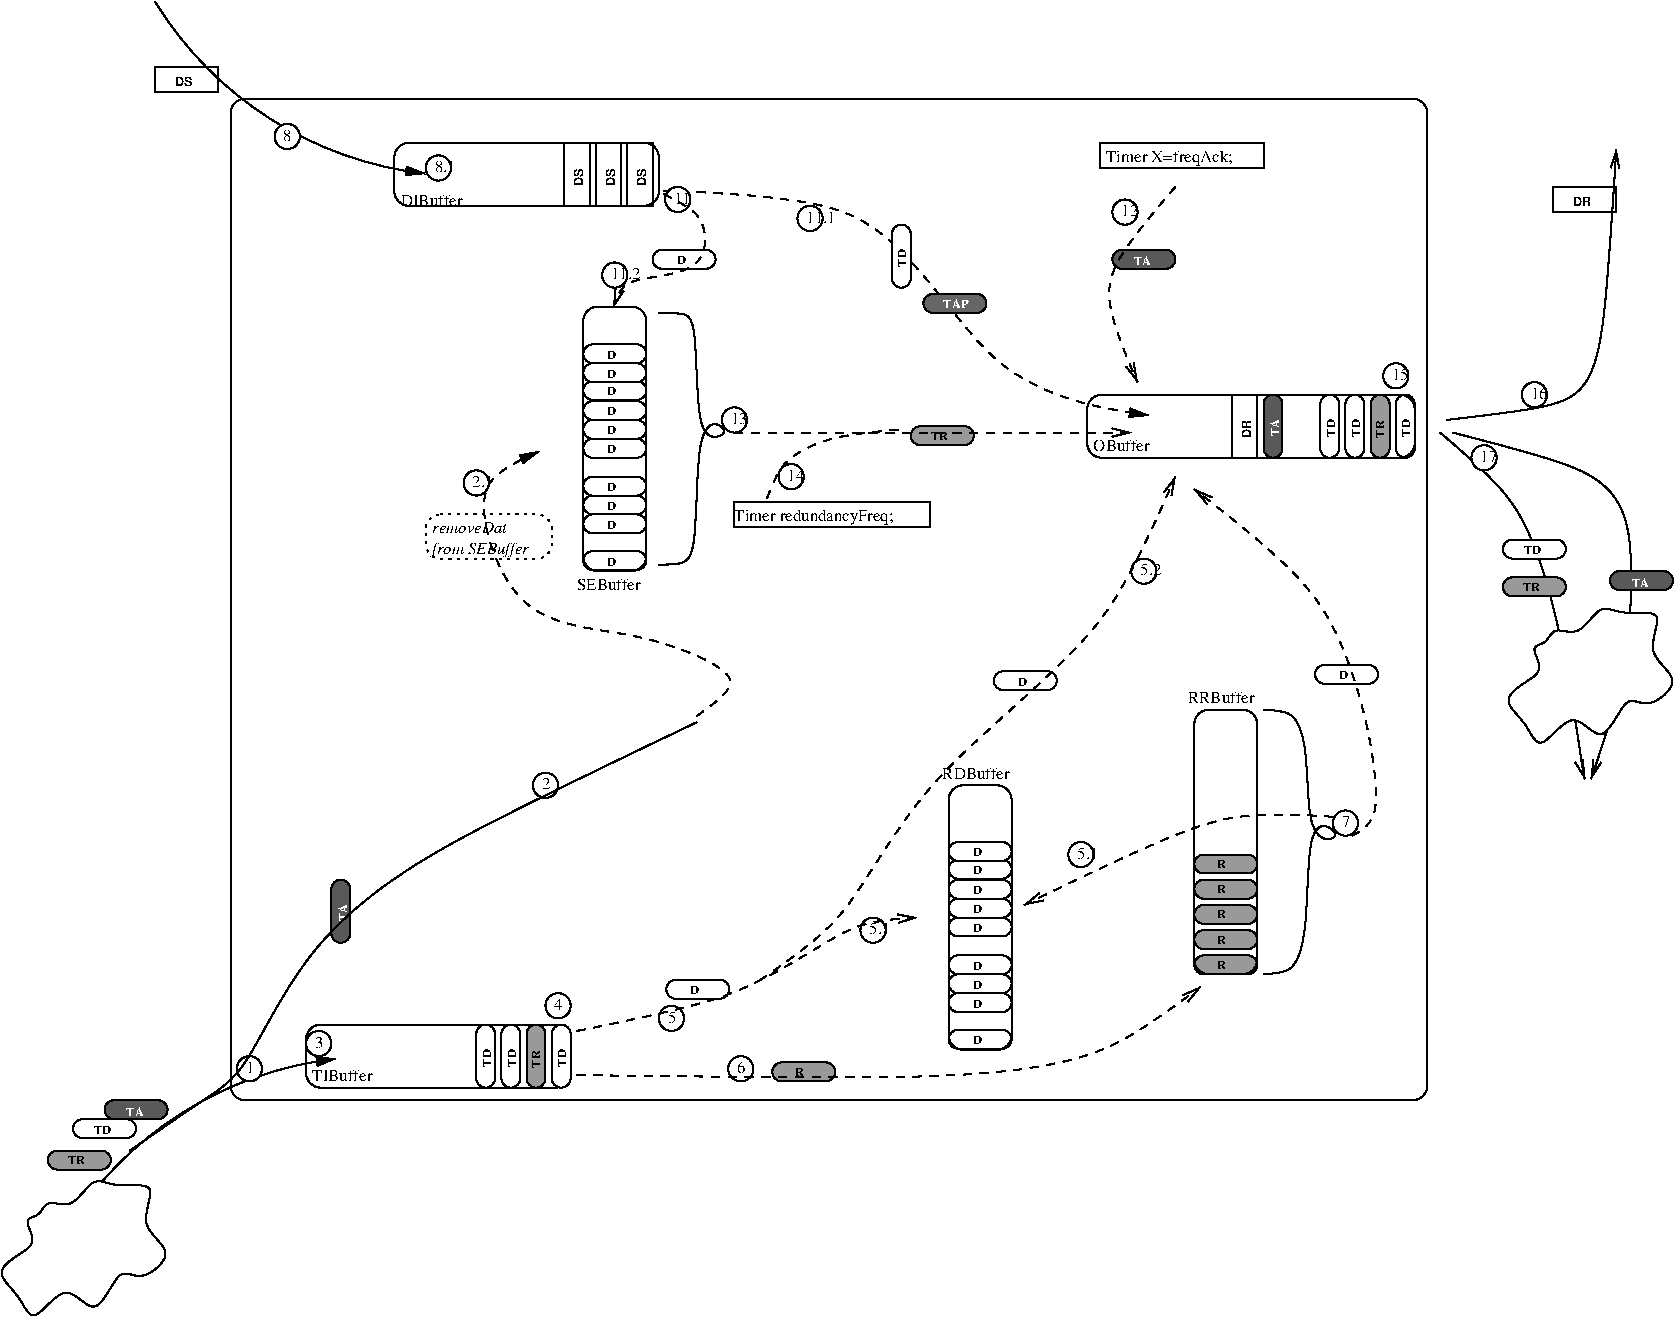 DS
8
8.
DIBuffer
DS
DS
DS
11
11.1
Timer X=freqAck;
12
DR
D
11.2
TD
TA
TAP
D
D
D
D
D
D
D
D
D
D
SEBuffer
13
TR
14
Timer redundancyFreq;
15
OBuffer
DR
TA
TD
TD
TR
TD
16
17
2.
removeDat
from SEBuffer
5.2
TD
TR
TA
D
D
RRBuffer
RDBuffer
2
7
5.
D
D
D
D
D
D
D
D
D
R
R
R
R
R
TA
5.
D
5
4
3
TIBuffer
TD
TD
TR
TD
1
6
R
TA
TD
TR